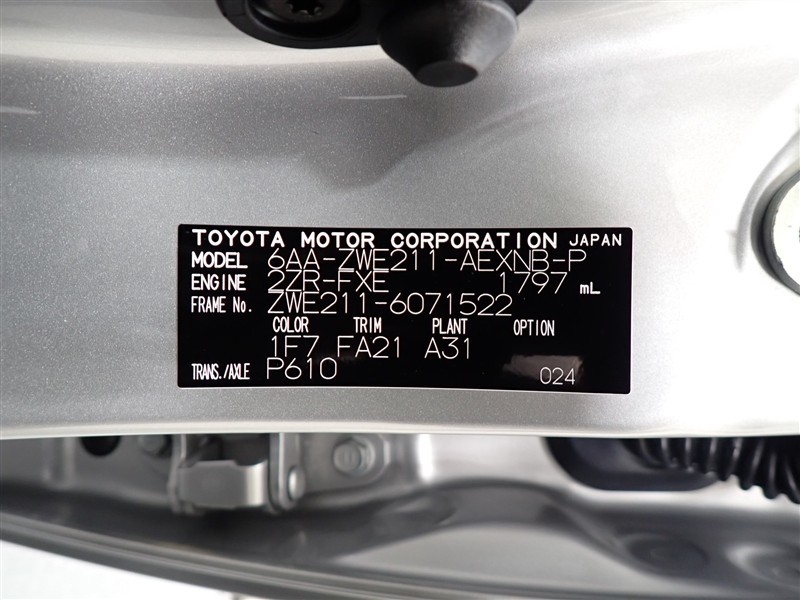 TOYOTA MOTOR CORPORATION JAPAN
MODEL 6AA-ZWE211-AEXNB-P
ENGINE 2ZR-FXE 1797 mL
FRAME No. ZWE211-6071522
COLOR TRIM PLANT OPTION
1F7 FA21 A31
TRANS./AXLE P610 024